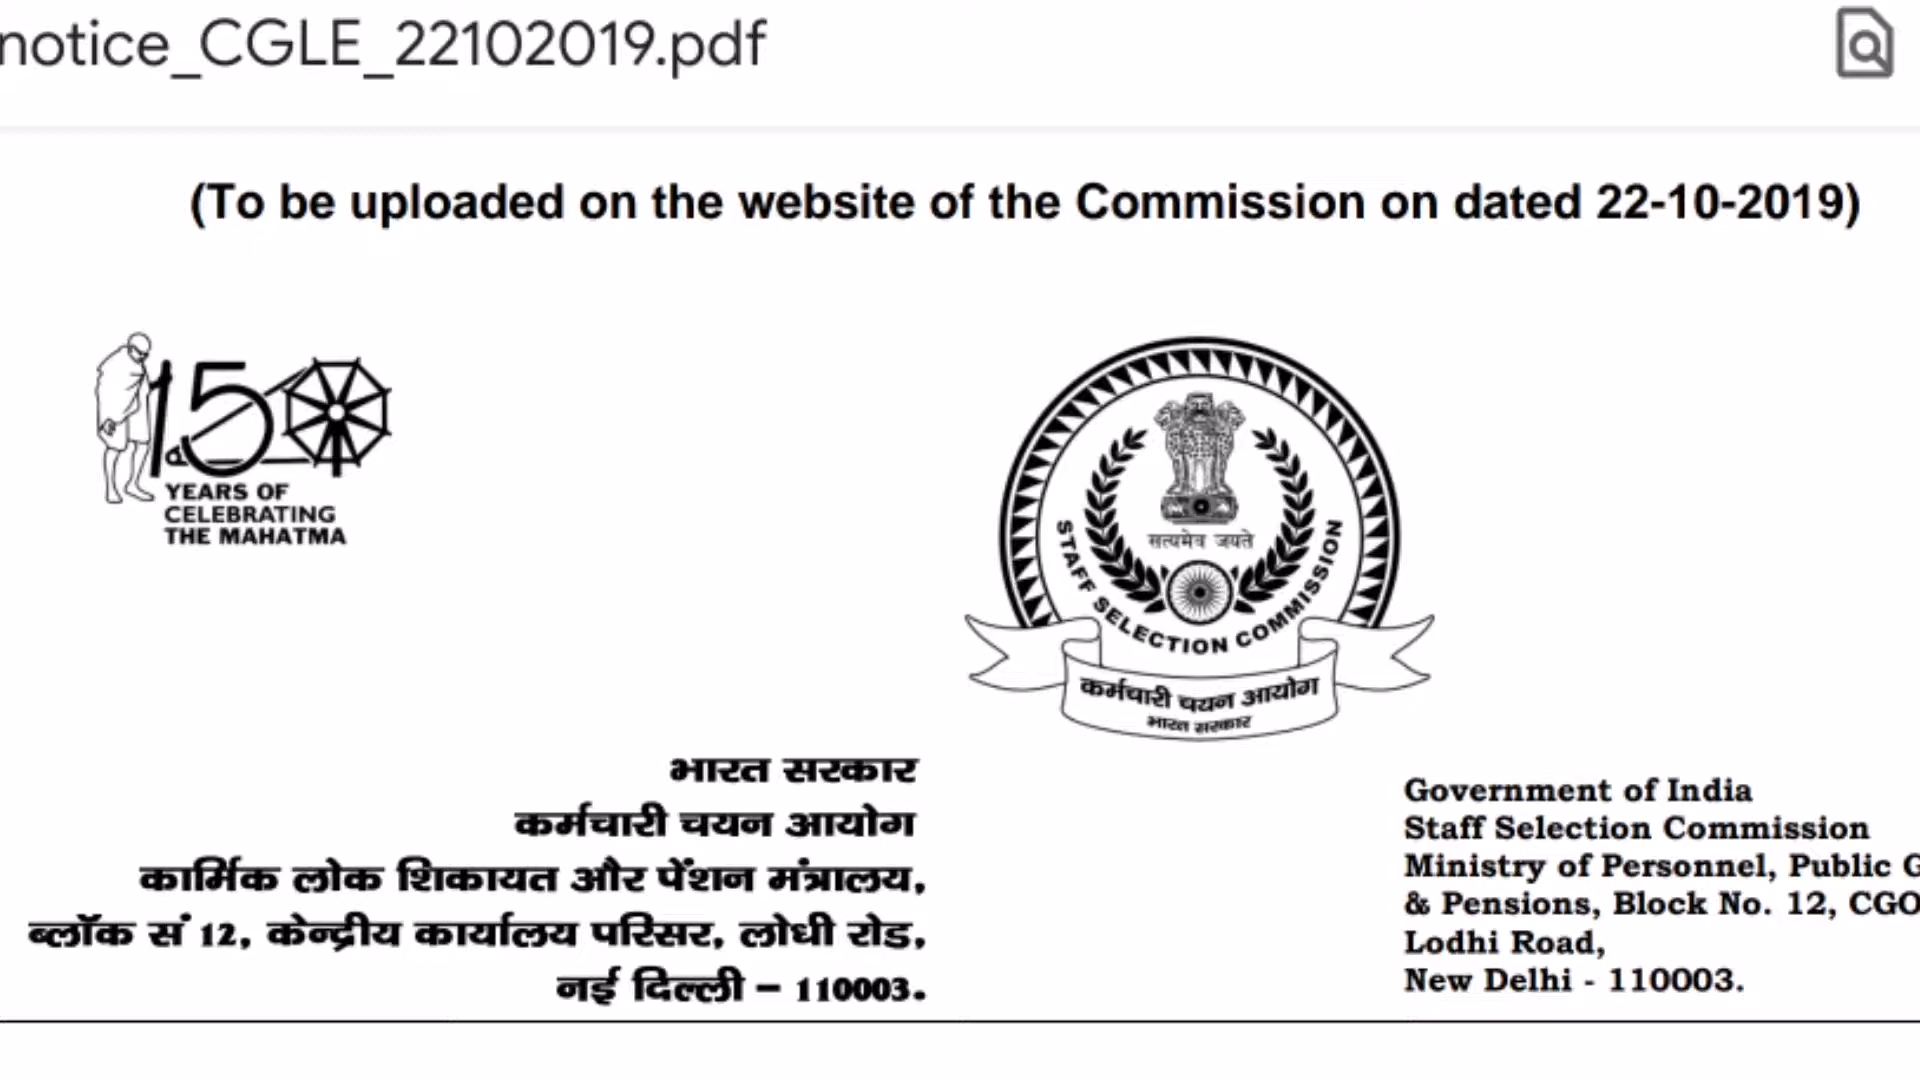 notice_CGLE_22102019.pdf
(To be uploaded on the website of the Commission on dated 22-10-2019)
150
YEARS OF
CELEBRATING
THE MAHATMA
सत्यमेव जयते
STAFF SELECTION COMMISSION
कर्मचारी चयन आयोग
भारत सरकार
भारत सरकार
कर्मचारी चयन आयोग
कार्मिक लोक शिकायत और पेंशन मंत्रालय,
ब्लॉक सं 12, केन्द्रीय कार्यालय परिसर, लोधी रोड,
नई दिल्ली – 110003.
Government of India
Staff Selection Commission
Ministry of Personnel, Public G
& Pensions, Block No. 12, CGO
Lodhi Road,
New Delhi - 110003.